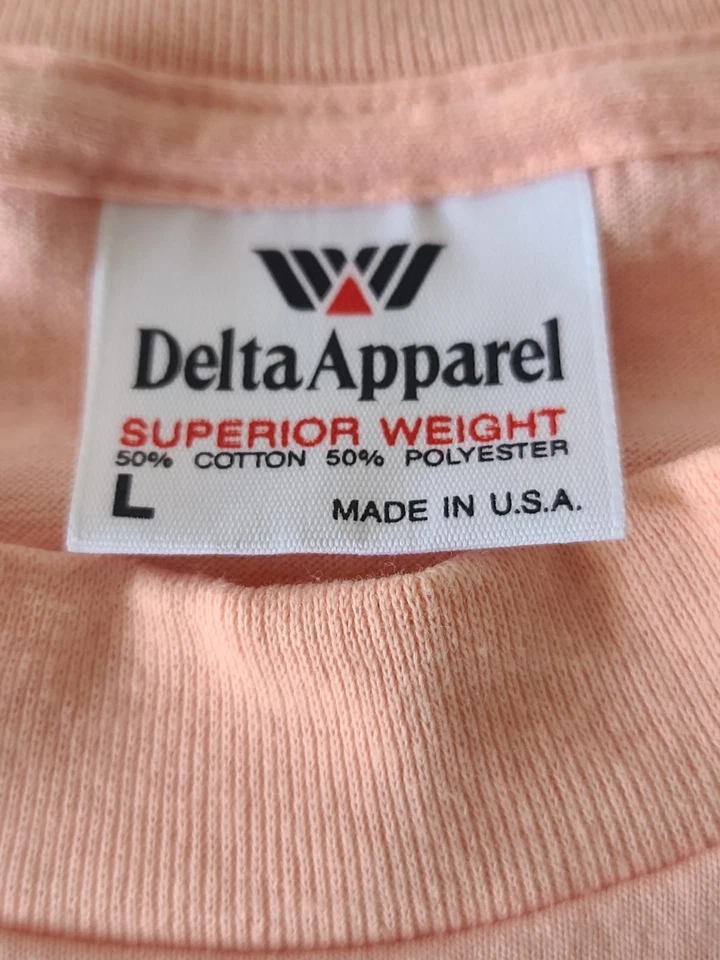 Delta Apparel
SUPERIOR WEIGHT
50% COTTON 50% POLYESTER
L MADE IN U.S.A.